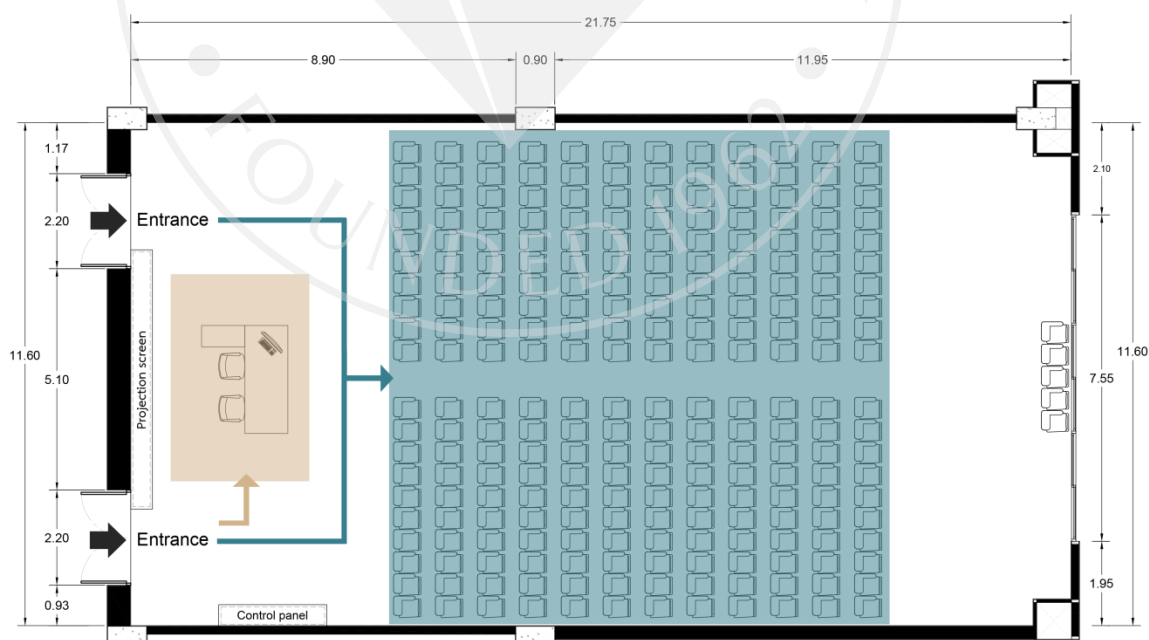 21.75
8.90
0.90
11.95
1.17
2.10
2.20
Entrance
FOUNDED 1962
Projection screen
11.60
5.10
7.55
11.60
2.20
Entrance
1.95
0.93
Control panel